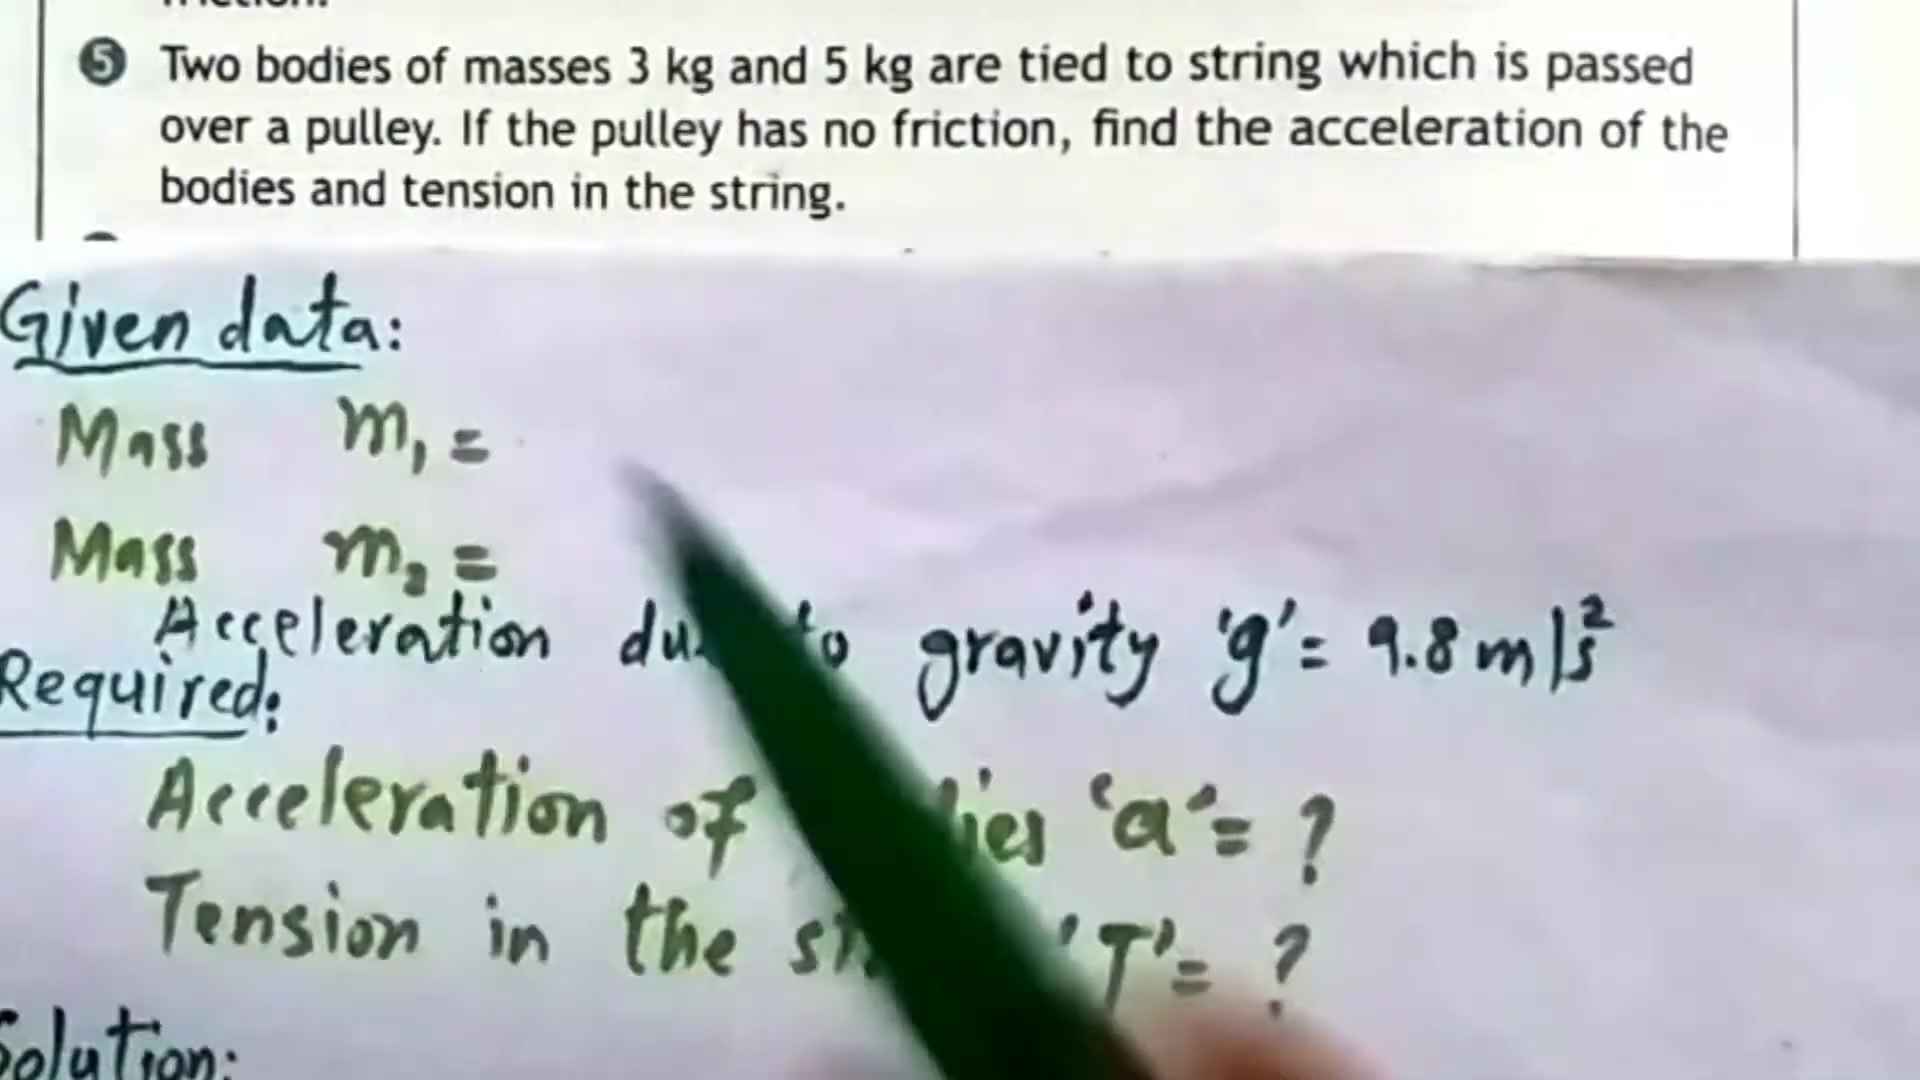 5 Two bodies of masses 3 kg and 5 kg are tied to string which is passed
over a pulley. If the pulley has no friction, find the acceleration of the
bodies and tension in the string.
Given data:
Mass m₁ =
Mass m₂ =
Acceleration to gravity 'g' = 9.8 m/s²
Required:
Acceleration of 'a' = ?
Tension in the 'T' = ?
Solution: